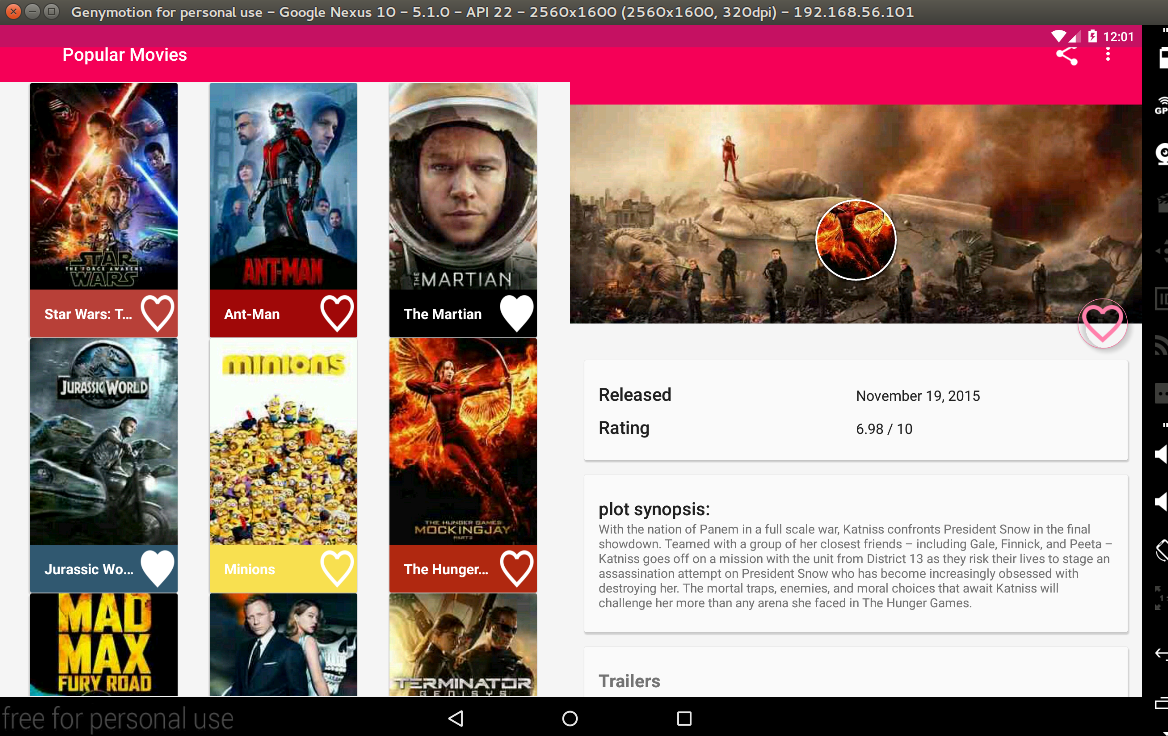 Genymotion for personal use – Google Nexus 10 – 5.1.0 – API 22 – 2560x1600 (2560x1600, 320dpi) – 192.168.56.101
12:01
Popular Movies
STAR
THE FORCE AWAKENS
WARS
ANT-MAN
THE MARTIAN
Star Wars: T...
Ant-Man
The Martian
JURASSIC WORLD
MINIONS
THE HUNGER GAMES
MOCKINGJAY
PART 2
Jurassic Wo...
Minions
The Hunger...
MAD
MAX
FURY ROAD
TERMINATOR
GENISYS
Released
November 19, 2015
Rating
6.98 / 10
plot synopsis:
With the nation of Panem in a full scale war, Katniss confronts President Snow in the final
showdown. Teamed with a group of her closest friends – including Gale, Finnick, and Peeta –
Katniss goes off on a mission with the unit from District 13 as they risk their lives to stage an
assassination attempt on President Snow who has become increasingly obsessed with
destroying her. The mortal traps, enemies, and moral choices that await Katniss will
challenge her more than any arena she faced in The Hunger Games.
Trailers
free for personal use